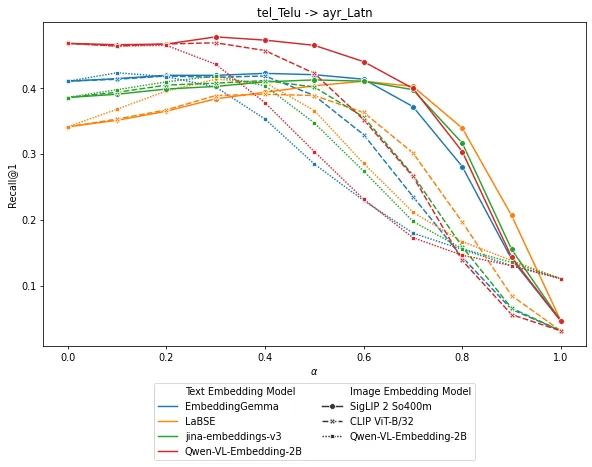 tel_Telu -> ayr_Latn
Recall@1
0.4
0.3
0.2
0.1
0.0 0.2 0.4 0.6 0.8 1.0
α
Text Embedding Model Image Embedding Model
EmbeddingGemma SigLIP 2 So400m
LaBSE CLIP ViT-B/32
jina-embeddings-v3 Qwen-VL-Embedding-2B
Qwen-VL-Embedding-2B